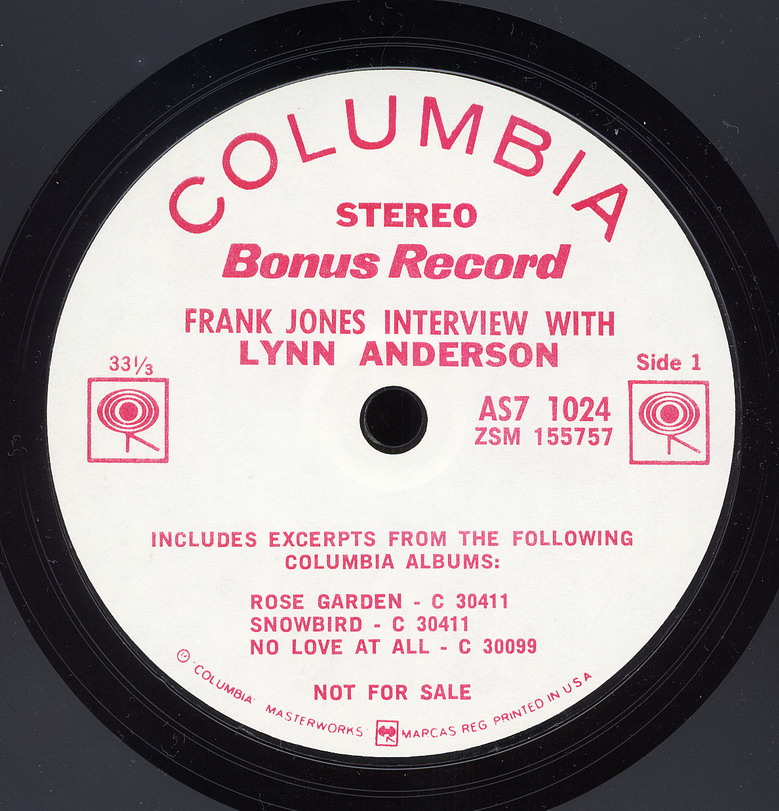 COLUMBIA
STEREO
Bonus Record
FRANK JONES INTERVIEW WITH
LYNN ANDERSON
33⅓
Side 1
AS7 1024
ZSM 155757
INCLUDES EXCERPTS FROM THE FOLLOWING
COLUMBIA ALBUMS:
ROSE GARDEN - C 30411
SNOWBIRD - C 30411
NO LOVE AT ALL - C 30099
NOT FOR SALE
"COLUMBIA" MASTERWORKS MARCAS REG PRINTED IN USA